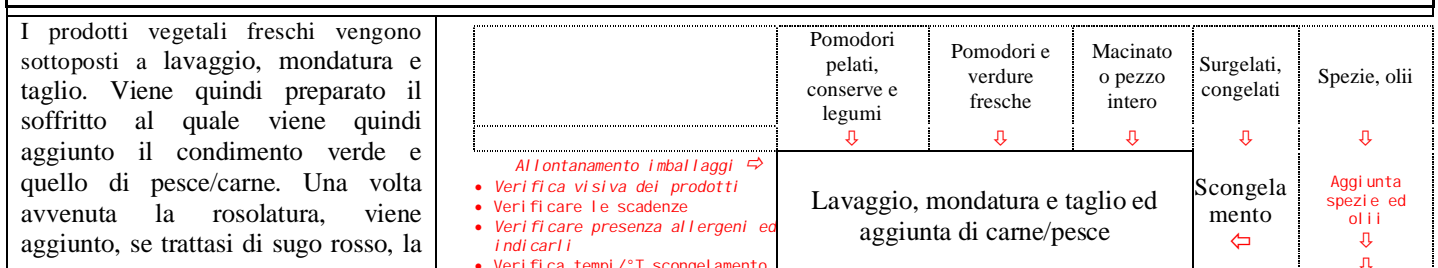 I prodotti vegetali freschi vengono
sottoposti a lavaggio, mondatura e
taglio. Viene quindi preparato il
soffritto al quale viene quindi
aggiunto il condimento verde e
quello di pesce/carne. Una volta
avvenuta la rosolatura, viene
aggiunto, se trattasi di sugo rosso, la
Pomodori
pelati,
conserve e
legumi
⇩
Pomodori e
verdure
fresche
⇩
Macinato
o pezzo
intero
⇩
Surgelati,
congelati
⇩
Spezie, olii
⇩
Allontanamento imballaggi ⇨
• Verifica visiva dei prodotti
• Verificare le scadenze
• Verificare presenza allergeni ed
indicarli
• Verifica tempi/°T scongelamento
Lavaggio, mondatura e taglio ed
aggiunta di carne/pesce
Scongela
mento
⇦
Aggiunta
spezie ed
olii
⇩
⇩